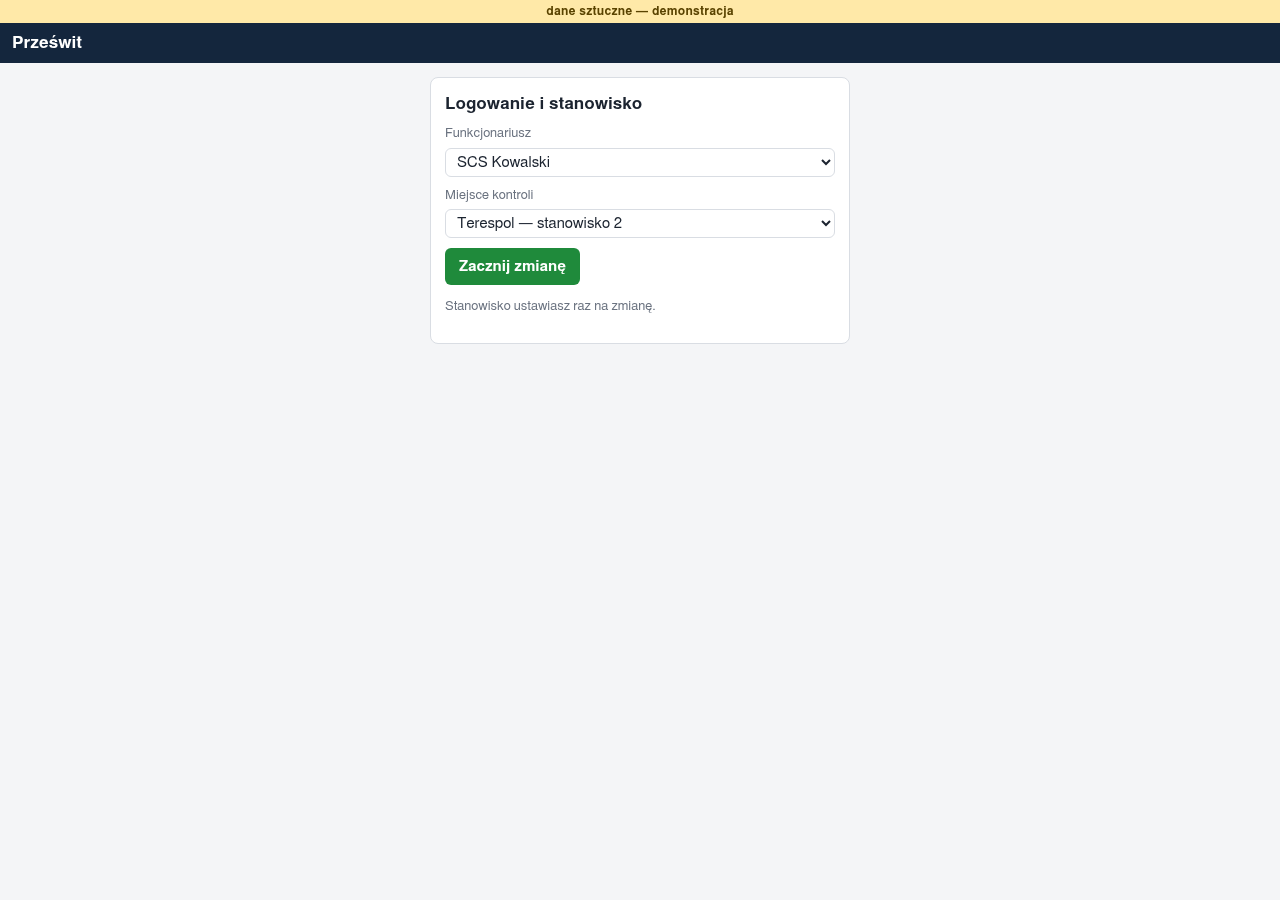 dane sztuczne — demonstracja
Prześwit
Logowanie i stanowisko
Funkcjonariusz
SCS Kowalski
Miejsce kontroli
Terespol — stanowisko 2
Zacznij zmianę
Stanowisko ustawiasz raz na zmianę.